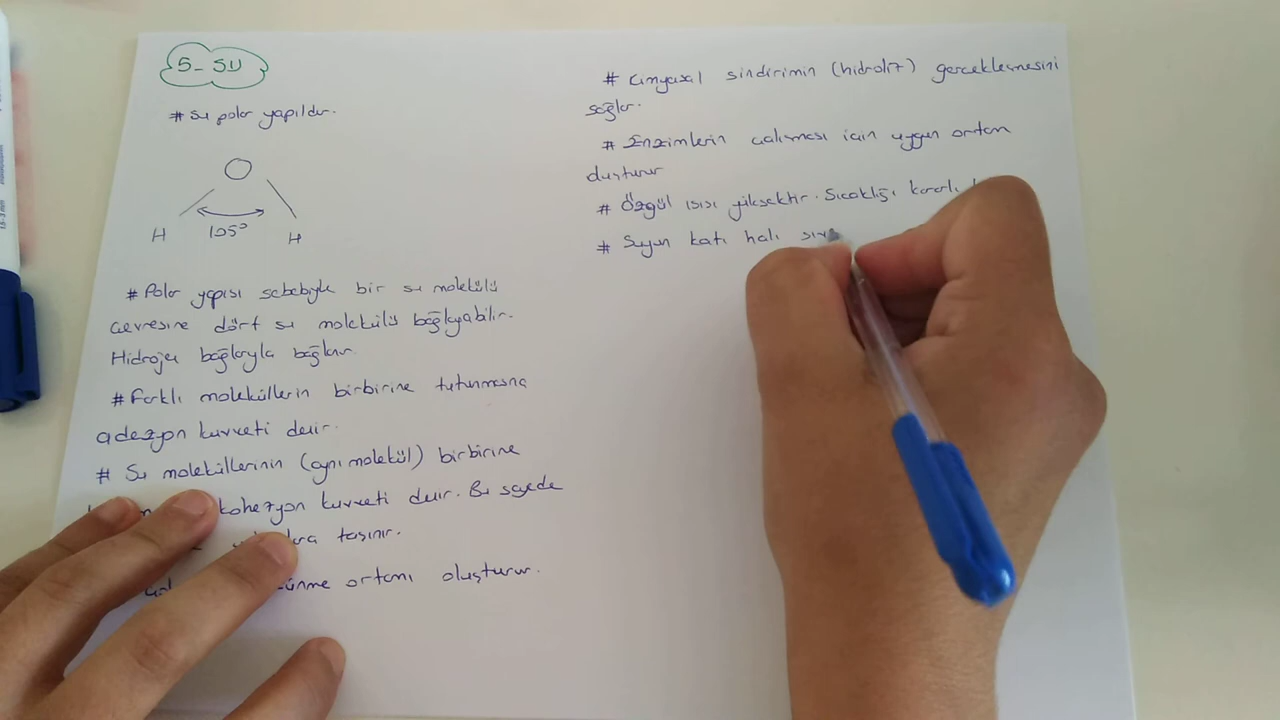 5- SU
# Su polar yapılıdır.
H
105°
H
# Polar yapısı sebebiyle bir su molekülü
çevresine dört su molekülü bağlayabilir.
Hidrojen bağlarıyla bağlanır.
# Farklı moleküllerin birbirine tutunmasına
adezyon kuvveti denir.
# Su moleküllerinin (aynı molekül) birbirine
kohezyon kuvveti denir. Bu sayede
taşınır.
ortamı oluşturur.
# Kimyasal sindirimin (hidroliz) gerçekleşmesini
sağlar.
# Enzimlerin çalışması için uygun ortam
oluşturur
# Özgül ısısı yüksektir. Sıcaklığı kararlı
# Suyun katı hali